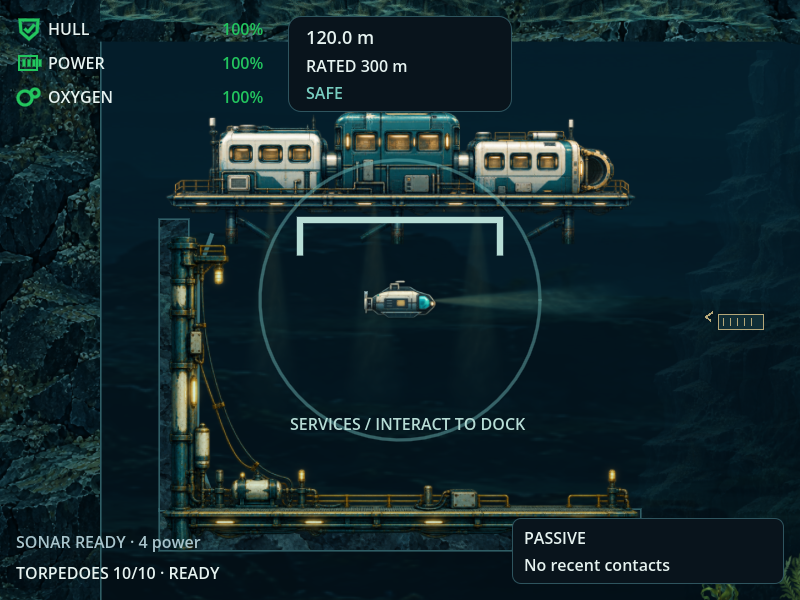 HULL 100%
POWER 100%
OXYGEN 100%
120.0 m
RATED 300 m
SAFE
SERVICES / INTERACT TO DOCK
SONAR READY · 4 power
TORPEDOES 10/10 · READY
PASSIVE
No recent contacts